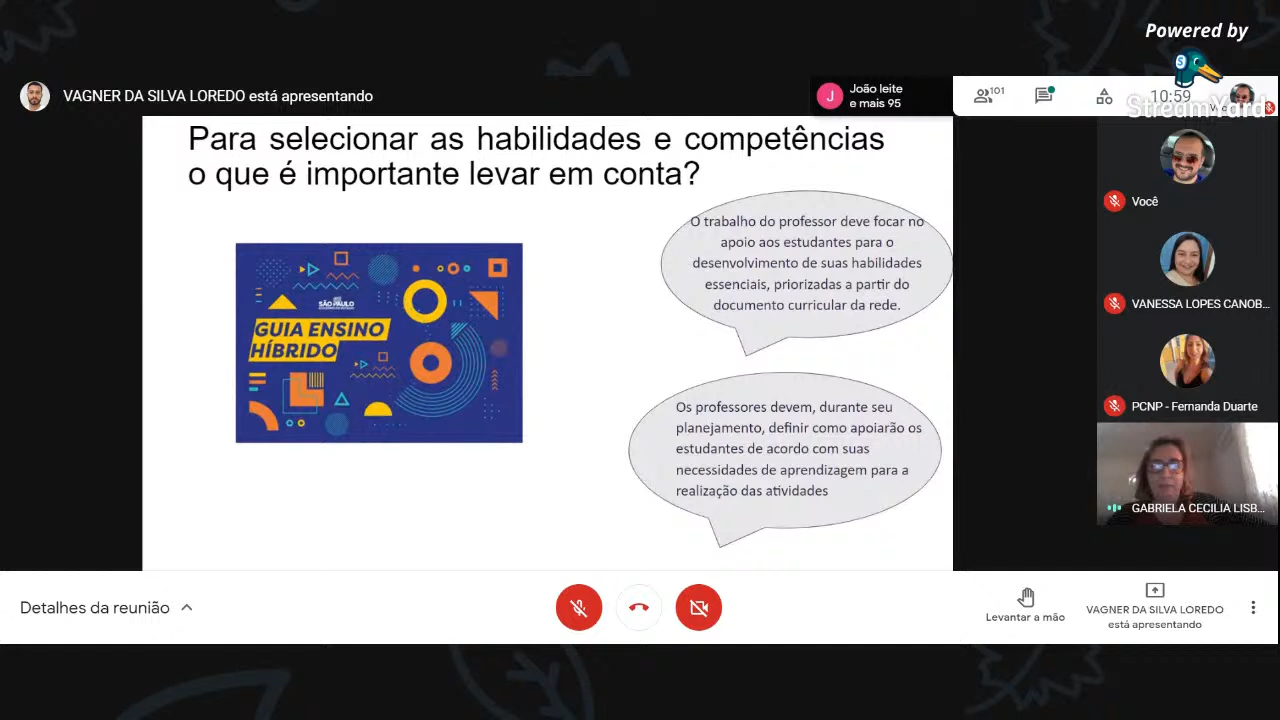 Powered by
StreamYard
VAGNER DA SILVA LOREDO está apresentando
J
João leite
e mais 95
101
10:59
Para selecionar as habilidades e competências
o que é importante levar em conta?
SÃO PAULO
GUIA ENSINO
HÍBRIDO
O trabalho do professor deve focar no
apoio aos estudantes para o
desenvolvimento de suas habilidades
essenciais, priorizadas a partir do
documento curricular da rede.
Os professores devem, durante seu
planejamento, definir como apoiarão os
estudantes de acordo com suas
necessidades de aprendizagem para a
realização das atividades
Você
VANESSA LOPES CANOB...
PCNP - Fernanda Duarte
GABRIELA CECILIA LISB...
Detalhes da reunião
Levantar a mão
VAGNER DA SILVA LOREDO
está apresentando